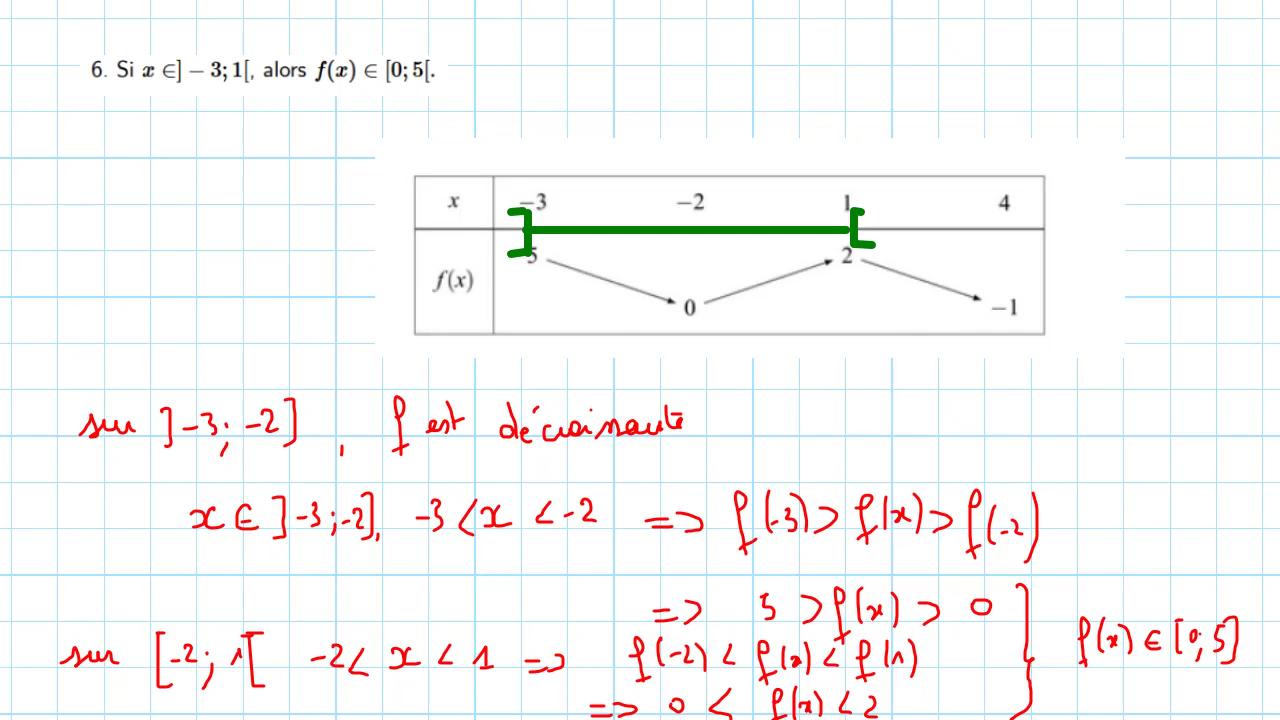 6. Si x ∈] − 3; 1[, alors f(x) ∈ [0; 5[.
x −3 −2 1 4
5 2
f(x)
0 −1
sur ]-3; -2], f est décroissante
x ∈ ]-3; -2], -3 < x < -2 => f(-3) > f(x) > f(-2)
=> 5 > f(x) > 0
f(x) ∈ [0; 5]
sur [-2; 1[ -2 < x < 1 => f(-2) < f(x) < f(1)
=> 0 < f(x) < 2